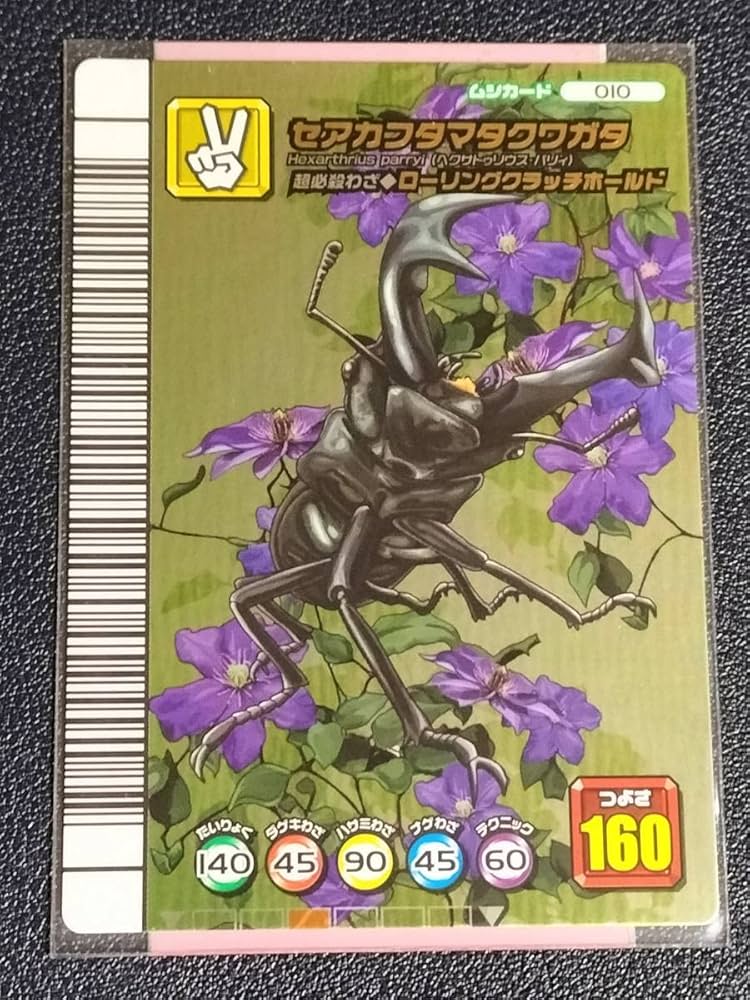 ムシカード 010
セアカフタマタクワガタ
Hexarthrius parryi (ヘクサトゥリウス パリィ)
超必殺わざ◆ローリングクラッチホールド
つよさ
160
たいりょく ダゲキわざ ハサミわざ ナゲわざ テクニック
140 45 90 45 60